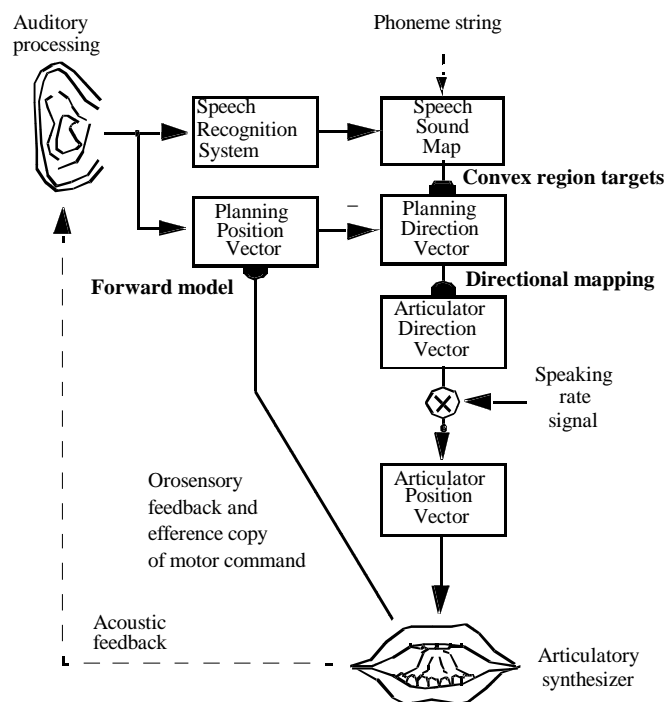 Auditory
processing
Phoneme string
Speech
Recognition
System
Speech
Sound
Map
Convex region targets
Planning
Position
Vector
–
Planning
Direction
Vector
Forward model
Directional mapping
Articulator
Direction
Vector
Speaking
rate
signal
Articulator
Position
Vector
Orosensory
feedback and
efference copy
of motor command
Acoustic
feedback
Articulatory
synthesizer